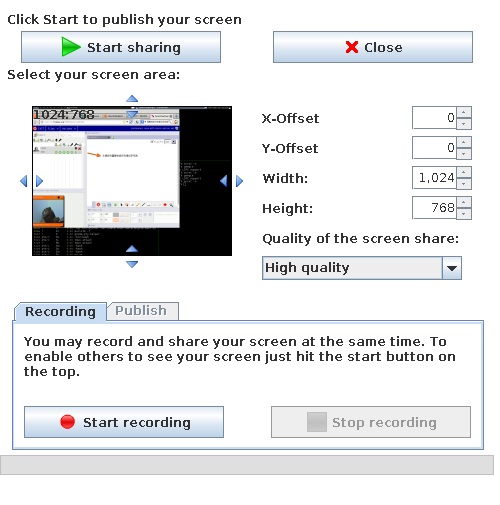 Click Start to publish your screen
Start sharing
Close
Select your screen area:
1024:768
X-Offset
0
Y-Offset
0
Width:
1,024
Height:
768
Quality of the screen share:
High quality
Recording
Publish
You may record and share your screen at the same time. To
enable others to see your screen just hit the start button on
the top.
Start recording
Stop recording